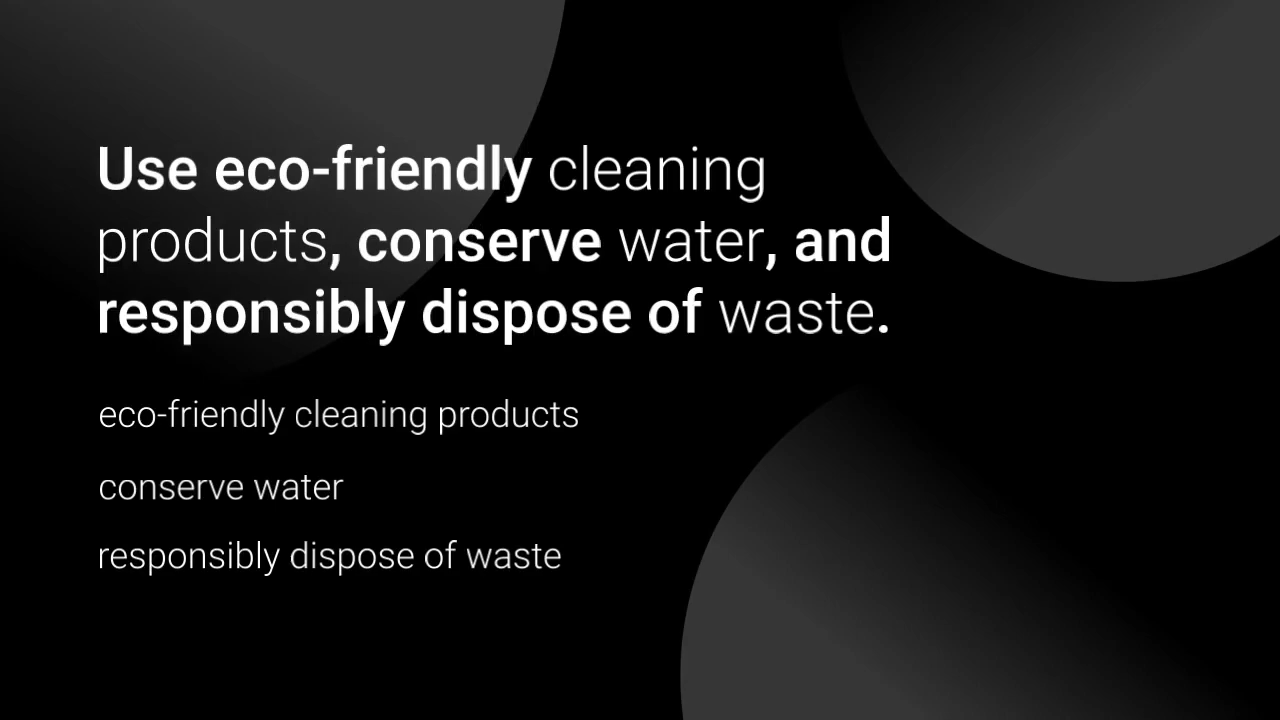 Use eco-friendly cleaning
products, conserve water, and
responsibly dispose of waste.
eco-friendly cleaning products
conserve water
responsibly dispose of waste